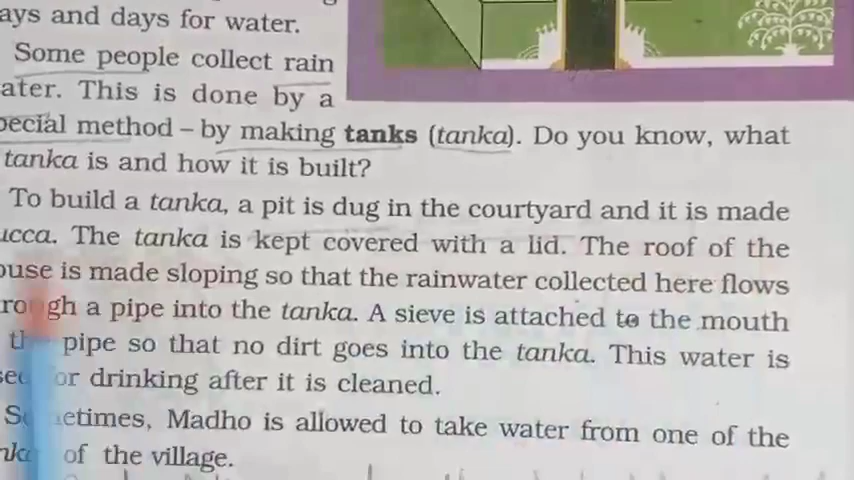 ays and days for water.
Some people collect rain
ater. This is done by a
pecial method – by making tanks (tanka). Do you know, what
tanka is and how it is built?
To build a tanka, a pit is dug in the courtyard and it is made
ucca. The tanka is kept covered with a lid. The roof of the
ouse is made sloping so that the rainwater collected here flows
rough a pipe into the tanka. A sieve is attached to the mouth
pipe so that no dirt goes into the tanka. This water is
or drinking after it is cleaned.
etimes, Madho is allowed to take water from one of the
of the village.